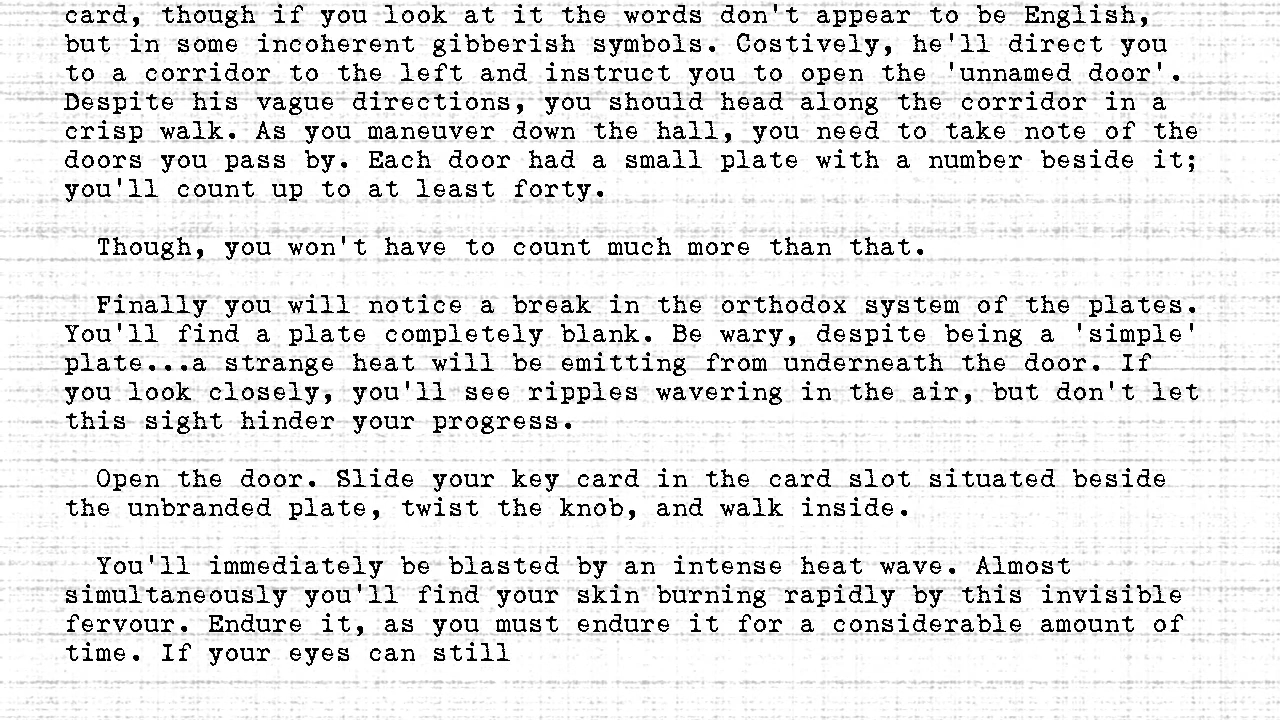 card, though if you look at it the words don't appear to be English,
but in some incoherent gibberish symbols. Costively, he'll direct you
to a corridor to the left and instruct you to open the 'unnamed door'.
Despite his vague directions, you should head along the corridor in a
crisp walk. As you maneuver down the hall, you need to take note of the
doors you pass by. Each door had a small plate with a number beside it;
you'll count up to at least forty.
Though, you won't have to count much more than that.
Finally you will notice a break in the orthodox system of the plates.
You'll find a plate completely blank. Be wary, despite being a 'simple'
plate...a strange heat will be emitting from underneath the door. If
you look closely, you'll see ripples wavering in the air, but don't let
this sight hinder your progress.
Open the door. Slide your key card in the card slot situated beside
the unbranded plate, twist the knob, and walk inside.
You'll immediately be blasted by an intense heat wave. Almost
simultaneously you'll find your skin burning rapidly by this invisible
fervour. Endure it, as you must endure it for a considerable amount of
time. If your eyes can still